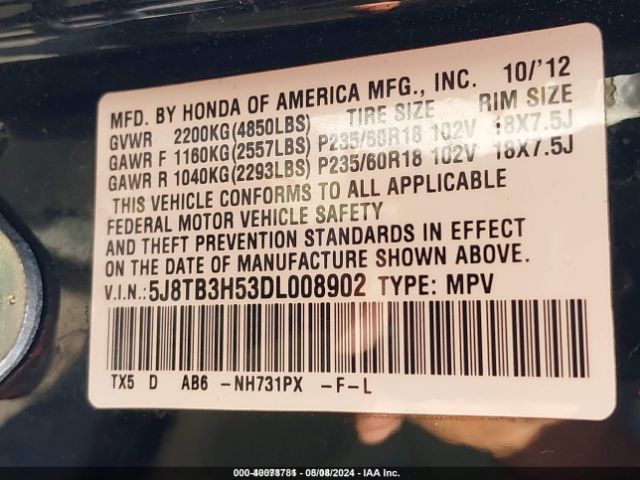 MFD. BY HONDA OF AMERICA MFG., INC. 10/'12
GVWR 2200KG(4850LBS) TIRE SIZE RIM SIZE
GAWR F 1160KG(2557LBS) P235/60R18 102V 18X7.5J
GAWR R 1040KG(2293LBS) P235/60R18 102V 18X7.5J
THIS VEHICLE CONFORMS TO ALL APPLICABLE
FEDERAL MOTOR VEHICLE SAFETY
AND THEFT PREVENTION STANDARDS IN EFFECT
ON THE DATE OF MANUFACTURE SHOWN ABOVE.
V.I.N.: 5J8TB3H53DL008902 TYPE: MPV
TX5 D AB6 -NH731PX -F-L
- IAA Inc.